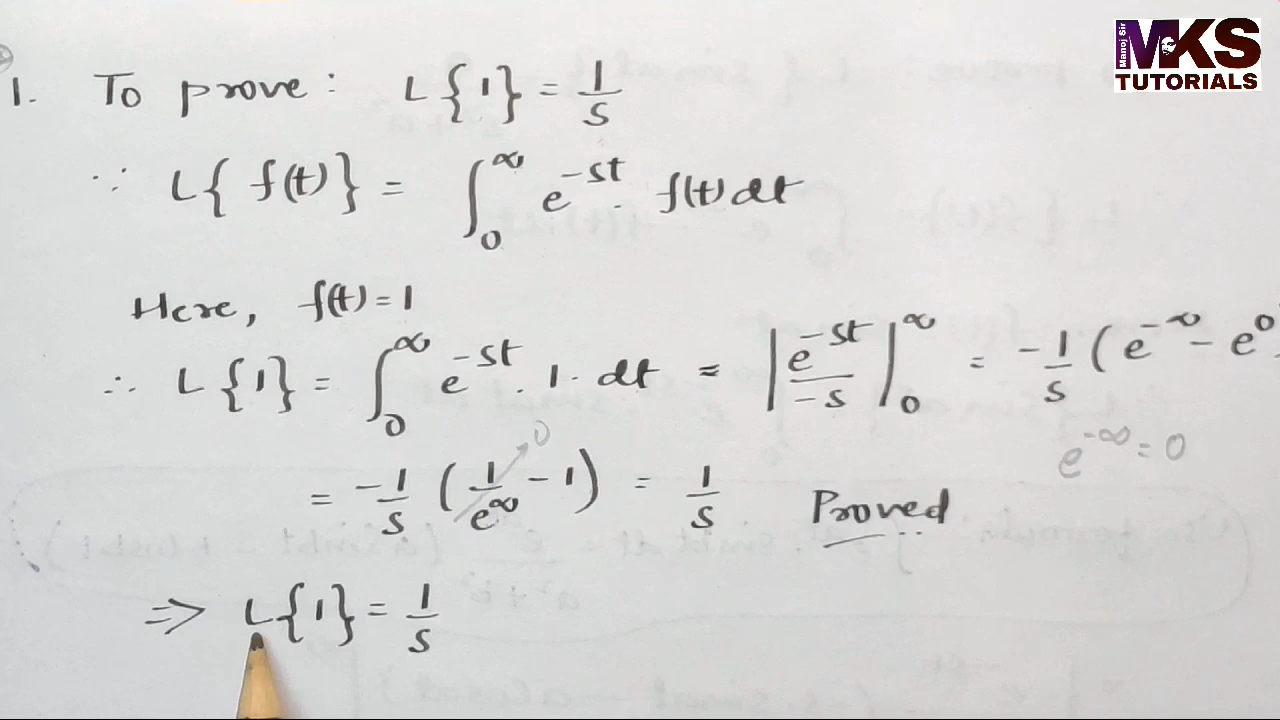 Manoj Sir MKS
TUTORIALS
1. To prove: L{1} = 1/s
∵ L{f(t)} = ∫₀^∞ e^{-st} . f(t) dt
Here, f(t) = 1
∴ L{1} = ∫₀^∞ e^{-st} . 1 . dt = |e^{-st}/-s|₀^∞ = -1/s (e^{-∞} - e^0
e^{-∞} = 0
= -1/s (1/e^∞ - 1) = 1/s Proved
0
⇒ L{1} = 1/s